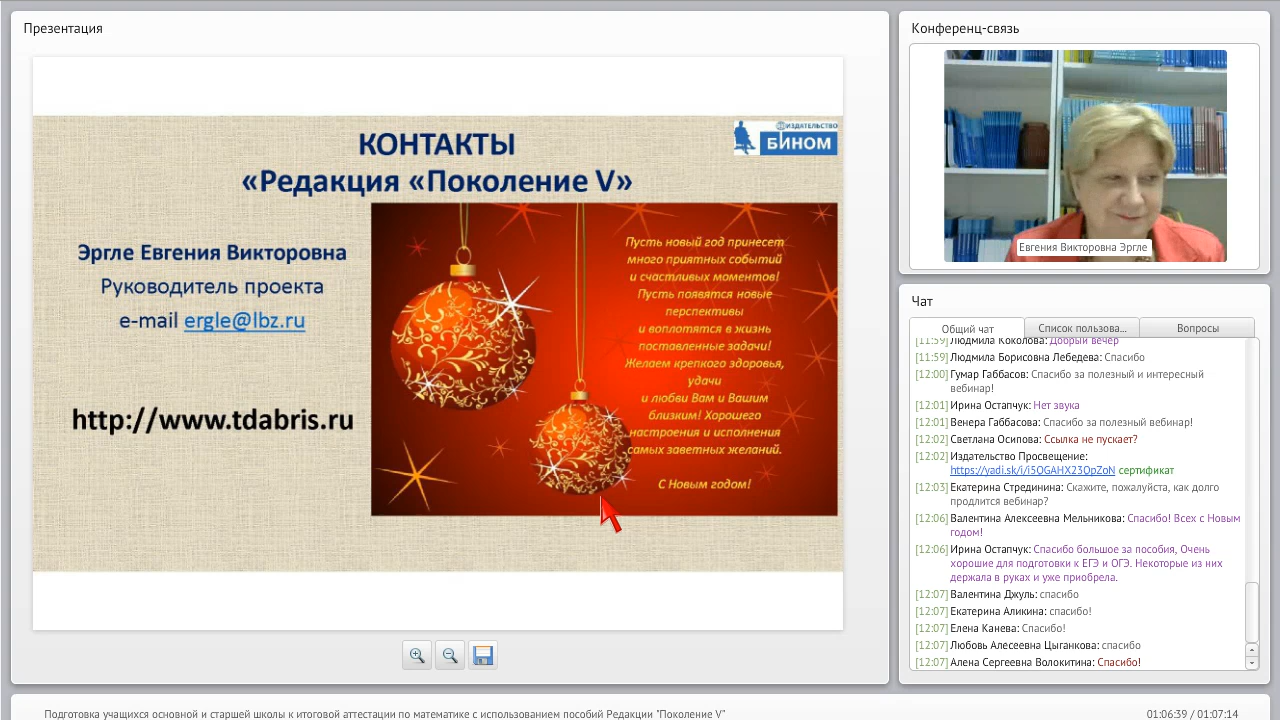 Презентация
КОНТАКТЫ
«Редакция «Поколение V»
ИЗДАТЕЛЬСТВО
БИНОМ
Эргле Евгения Викторовна
Руководитель проекта
e-mail ergle@lbz.ru
http://www.tdabris.ru
Пусть новый год принесет
много приятных событий
и счастливых моментов!
Пусть появятся новые
перспективы
и воплотятся в жизнь
поставленные задачи!
Желаем крепкого здоровья,
удачи
и любви Вам и Вашим
близким! Хорошего
настроения и исполнения
самых заветных желаний.
С Новым годом!
Конференц-связь
Евгения Викторовна Эргле
Чат
Общий чат
Список пользова...
Вопросы
[11:59] Людмила Коколова: Добрый вечер
[11:59] Людмила Борисовна Лебедева: Спасибо
[12:00] Гумар Габбасов: Спасибо за полезный и интересный
вебинар!
[12:01] Ирина Остапчук: Нет звука
[12:01] Венера Габбасова: Спасибо за полезный вебинар!
[12:02] Светлана Осипова: Ссылка не пускает?
[12:02] Издательство Просвещение:
https://yadi.sk/i/i5QGAHX23QpZoN сертификат
[12:03] Екатерина Стрединина: Скажите, пожалуйста, как долго
продлится вебинар?
[12:06] Валентина Алексеевна Мельникова: Спасибо! Всех с Новым
годом!
[12:06] Ирина Остапчук: Спасибо большое за пособия, Очень
хорошие для подготовки к ЕГЭ и ОГЭ. Некоторые из них
держала в руках и уже приобрела.
[12:07] Валентина Джуль: спасибо
[12:07] Екатерина Аликина: спасибо!
[12:07] Елена Канева: Спасибо!
[12:07] Любовь Алесеевна Цыганкова: спасибо
[12:07] Алена Сергеевна Волокитина: Спасибо!
Подготовка учащихся основной и старшей школы к итоговой аттестации по математике с использованием пособий Редакции "Поколение V"
01:06:39 / 01:07:14